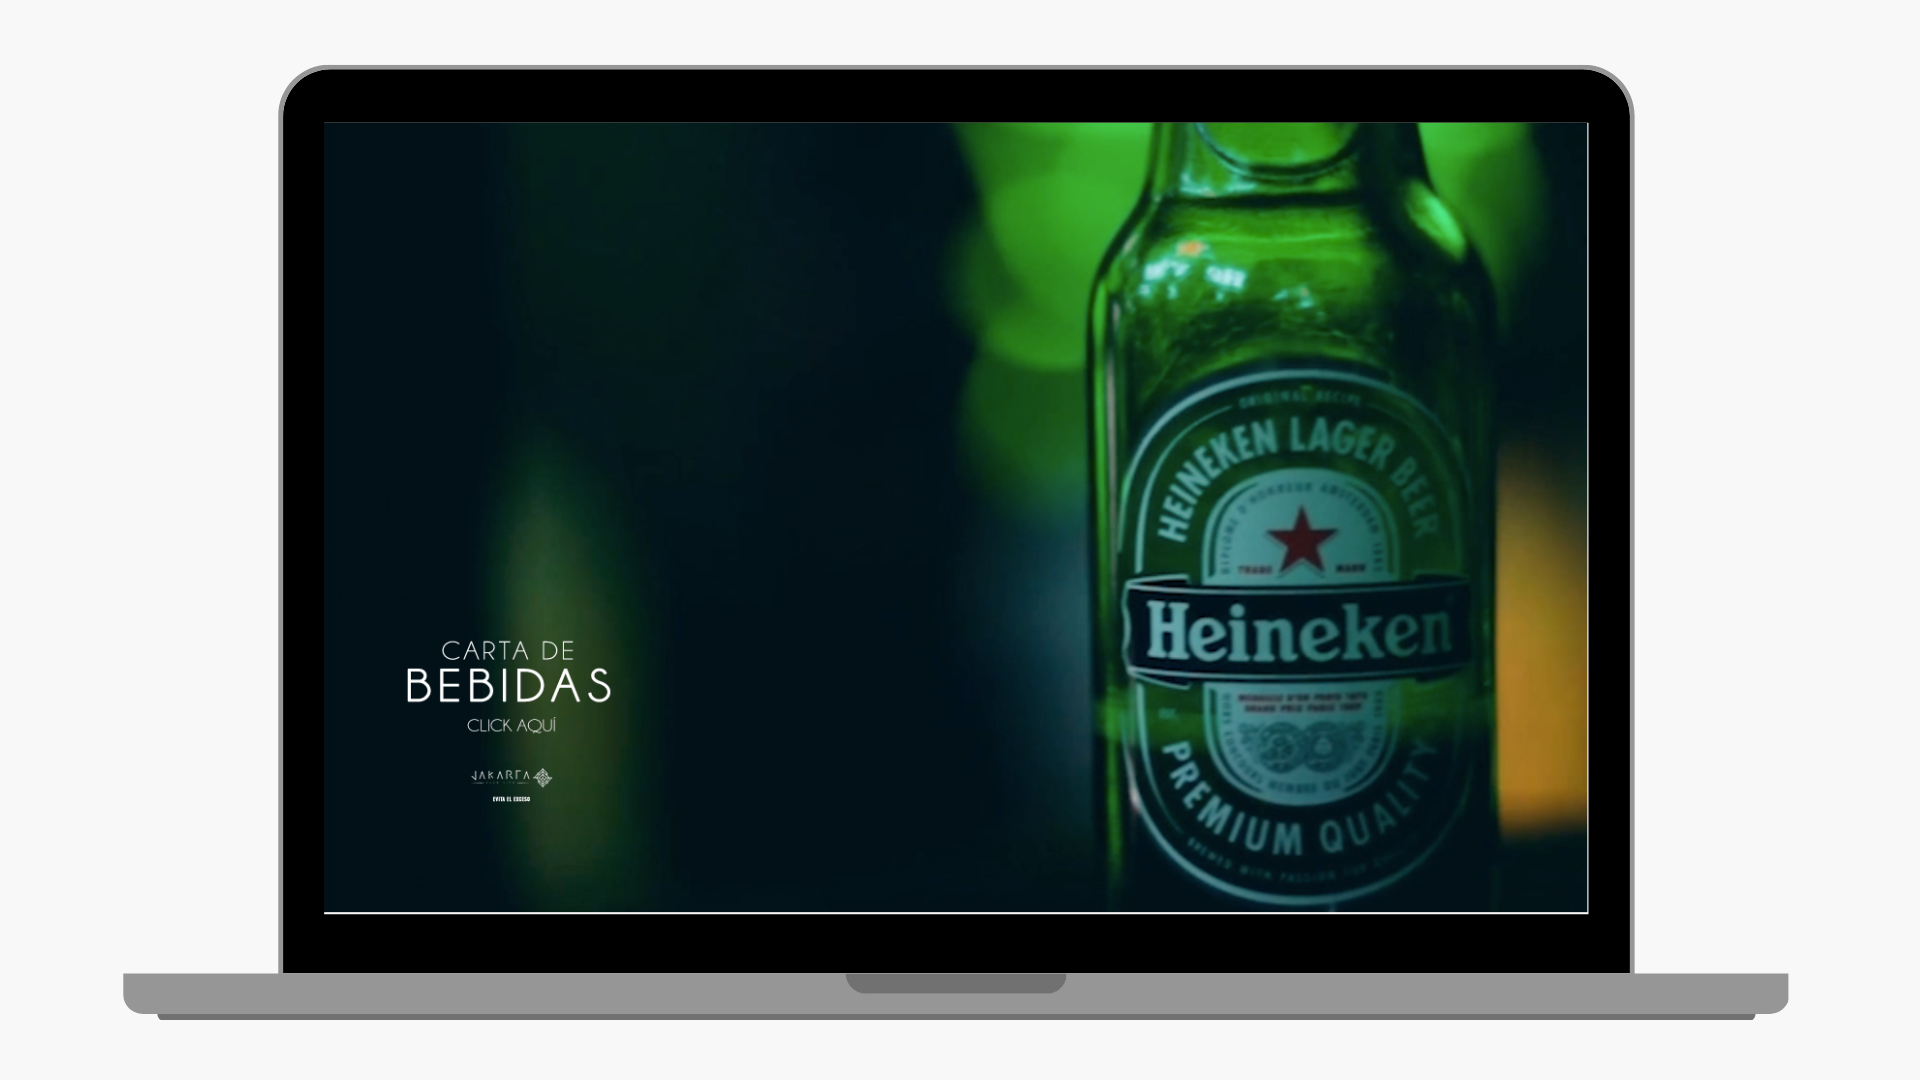 CARTA DE
BEBIDAS
CLICK AQUÍ
JAKARTA
EVITA EL EXCESO
ORIGINAL RECIPE
HEINEKEN LAGER BEER
TRADE MARK
Heineken
PREMIUM QUALITY